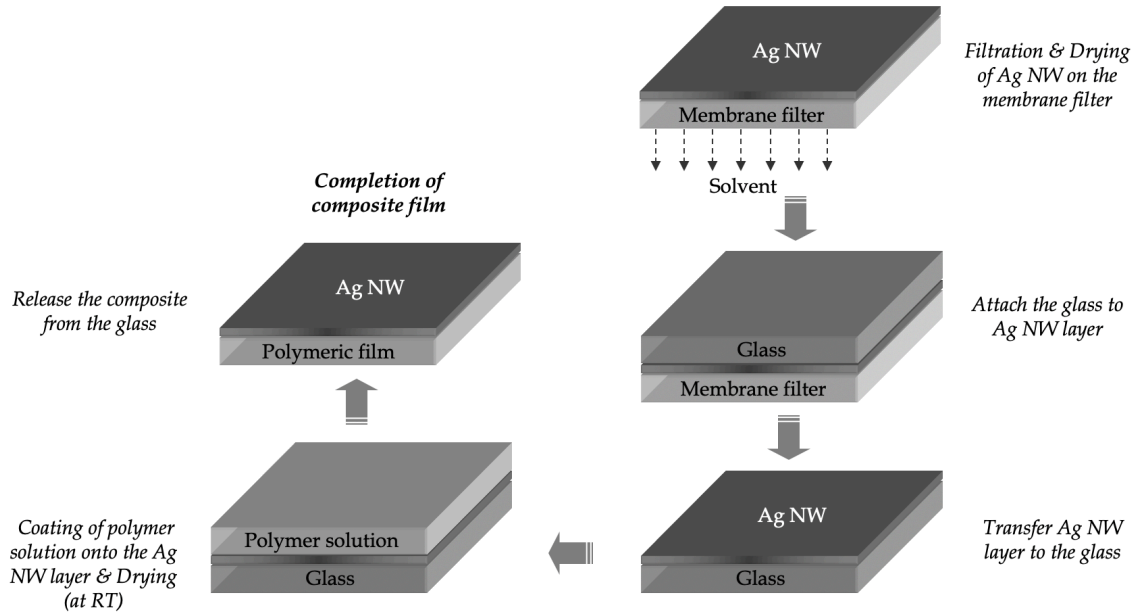 Ag NW
Membrane filter
Solvent
Filtration & Drying
of Ag NW on the
membrane filter
Glass
Membrane filter
Attach the glass to
Ag NW layer
Ag NW
Glass
Transfer Ag NW
layer to the glass
Polymer solution
Glass
Coating of polymer
solution onto the Ag
NW layer & Drying
(at RT)
Completion of
composite film
Ag NW
Polymeric film
Release the composite
from the glass